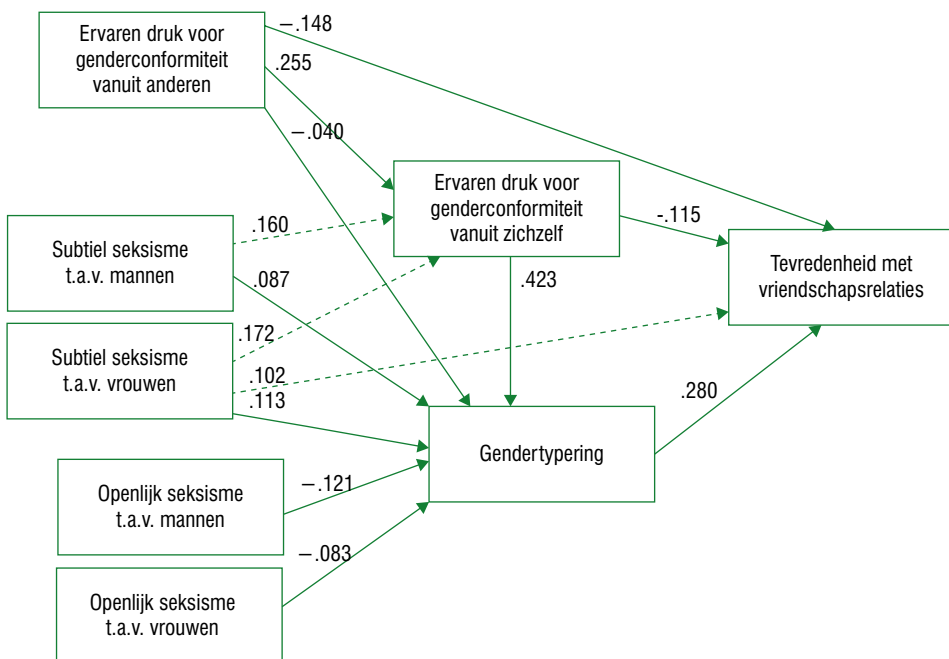 Ervaren druk voor
genderconformiteit
vanuit anderen
−.148
.255
−.040
Ervaren druk voor
genderconformiteit
vanuit zichzelf
-.115
Subtiel seksisme
t.a.v. mannen
.160
.087
.423
Tevredenheid met
vriendschapsrelaties
Subtiel seksisme
t.a.v. vrouwen
.172
.102
.113
.280
Gendertypering
Openlijk seksisme
t.a.v. mannen
−.121
−.083
Openlijk seksisme
t.a.v. vrouwen